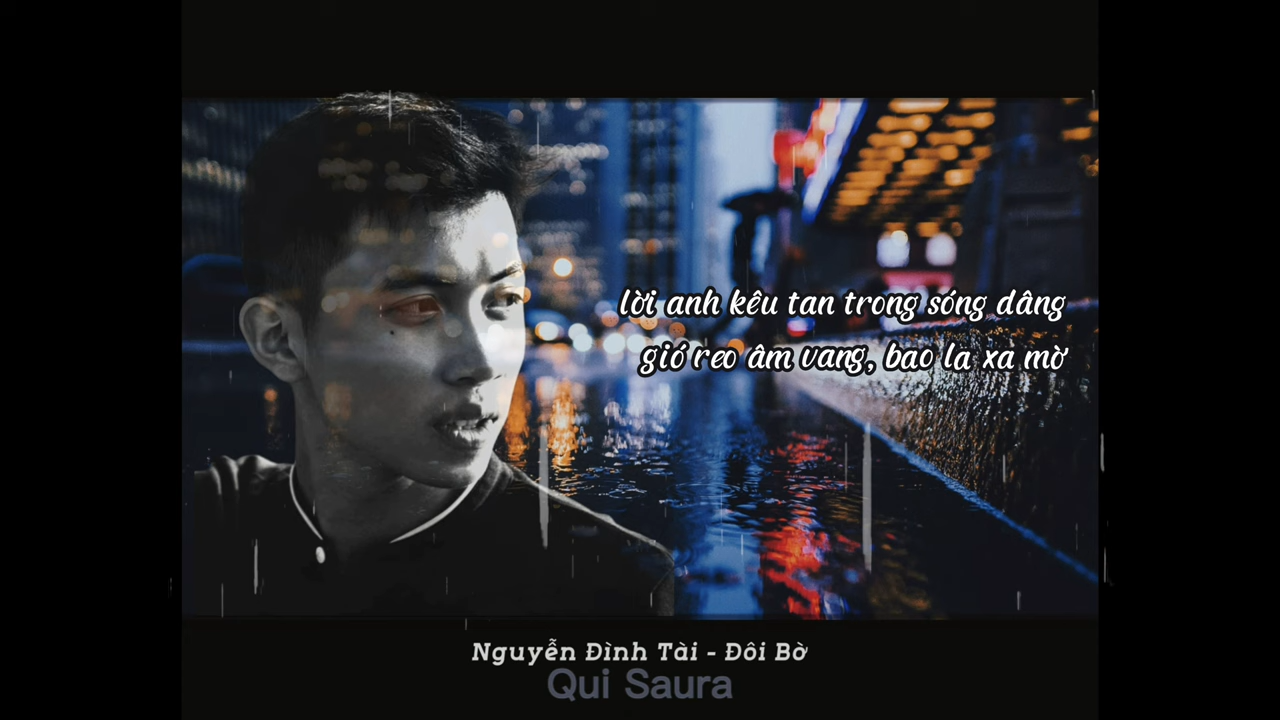 lời anh kêu tan trong sóng dâng
gió reo âm vang, bao la xa mờ
Nguyễn Đình Tài - Đôi Bờ
Qui Saura